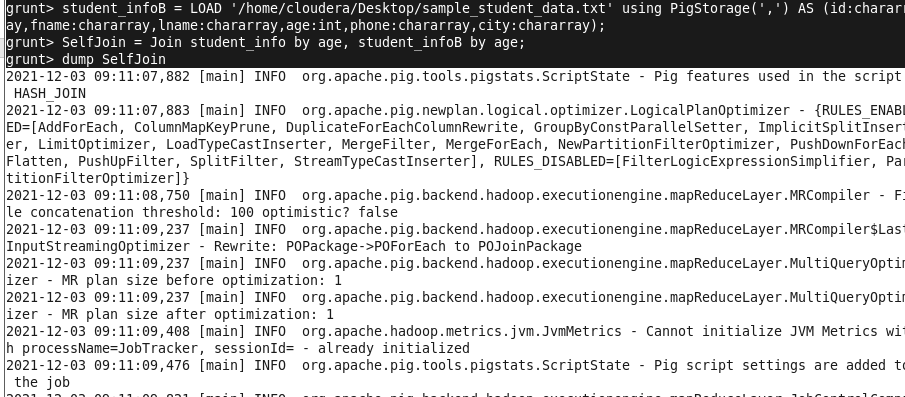 grunt> student_infoB = LOAD '/home/cloudera/Desktop/sample_student_data.txt' using PigStorage(',') AS (id:charar
ay,fname:chararray,lname:chararray,age:int,phone:chararray,city:chararray);
grunt> SelfJoin = Join student_info by age, student_infoB by age;
grunt> dump SelfJoin
2021-12-03 09:11:07,882 [main] INFO  org.apache.pig.tools.pigstats.ScriptState - Pig features used in the script
 HASH_JOIN
2021-12-03 09:11:07,883 [main] INFO  org.apache.pig.newplan.logical.optimizer.LogicalPlanOptimizer - {RULES_ENABL
ED=[AddForEach, ColumnMapKeyPrune, DuplicateForEachColumnRewrite, GroupByConstParallelSetter, ImplicitSplitInsert
er, LimitOptimizer, LoadTypeCastInserter, MergeFilter, MergeForEach, NewPartitionFilterOptimizer, PushDownForEach
Flatten, PushUpFilter, SplitFilter, StreamTypeCastInserter], RULES_DISABLED=[FilterLogicExpressionSimplifier, Par
titionFilterOptimizer]}
2021-12-03 09:11:08,750 [main] INFO  org.apache.pig.backend.hadoop.executionengine.mapReduceLayer.MRCompiler - Fi
le concatenation threshold: 100 optimistic? false
2021-12-03 09:11:09,237 [main] INFO  org.apache.pig.backend.hadoop.executionengine.mapReduceLayer.MRCompiler$Last
InputStreamingOptimizer - Rewrite: POPackage->POForEach to POJoinPackage
2021-12-03 09:11:09,237 [main] INFO  org.apache.pig.backend.hadoop.executionengine.mapReduceLayer.MultiQueryOptim
izer - MR plan size before optimization: 1
2021-12-03 09:11:09,237 [main] INFO  org.apache.pig.backend.hadoop.executionengine.mapReduceLayer.MultiQueryOptim
izer - MR plan size after optimization: 1
2021-12-03 09:11:09,408 [main] INFO  org.apache.hadoop.metrics.jvm.JvmMetrics - Cannot initialize JVM Metrics wit
h processName=JobTracker, sessionId= - already initialized
2021-12-03 09:11:09,476 [main] INFO  org.apache.pig.tools.pigstats.ScriptState - Pig script settings are added to
 the job